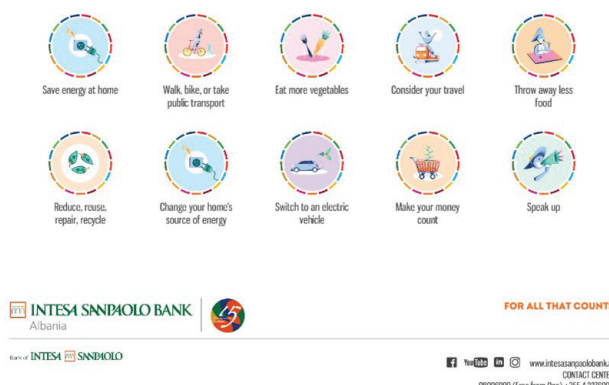 Save energy at home
Walk, bike, or take
public transport
Eat more vegetables
Consider your travel
Throw away less
food
Reduce, reuse,
repair, recycle
Change your home's
source of energy
Switch to an electric
vehicle
Make your money
count
Speak up
INTESA SANPAOLO BANK
Albania
45
FOR ALL THAT COUNT
Bank of INTESA SANPAOLO
YouTube
www.intesasanpaolobank.
CONTACT CENTE